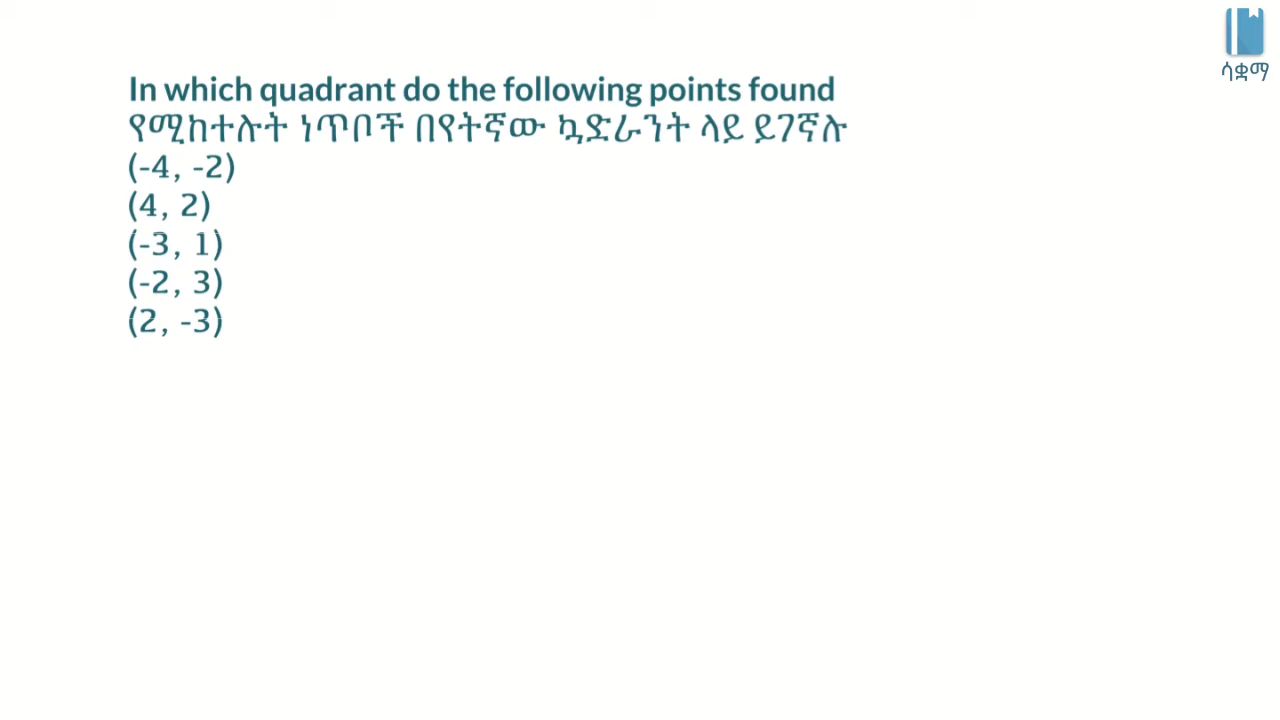 In which quadrant do the following points found
የሚከተሉት ነጥቦች በየትኛው ኳድራንት ላይ ይገኛሉ
(-4, -2)
(4, 2)
(-3, 1)
(-2, 3)
(2, -3)
ሳቋማ